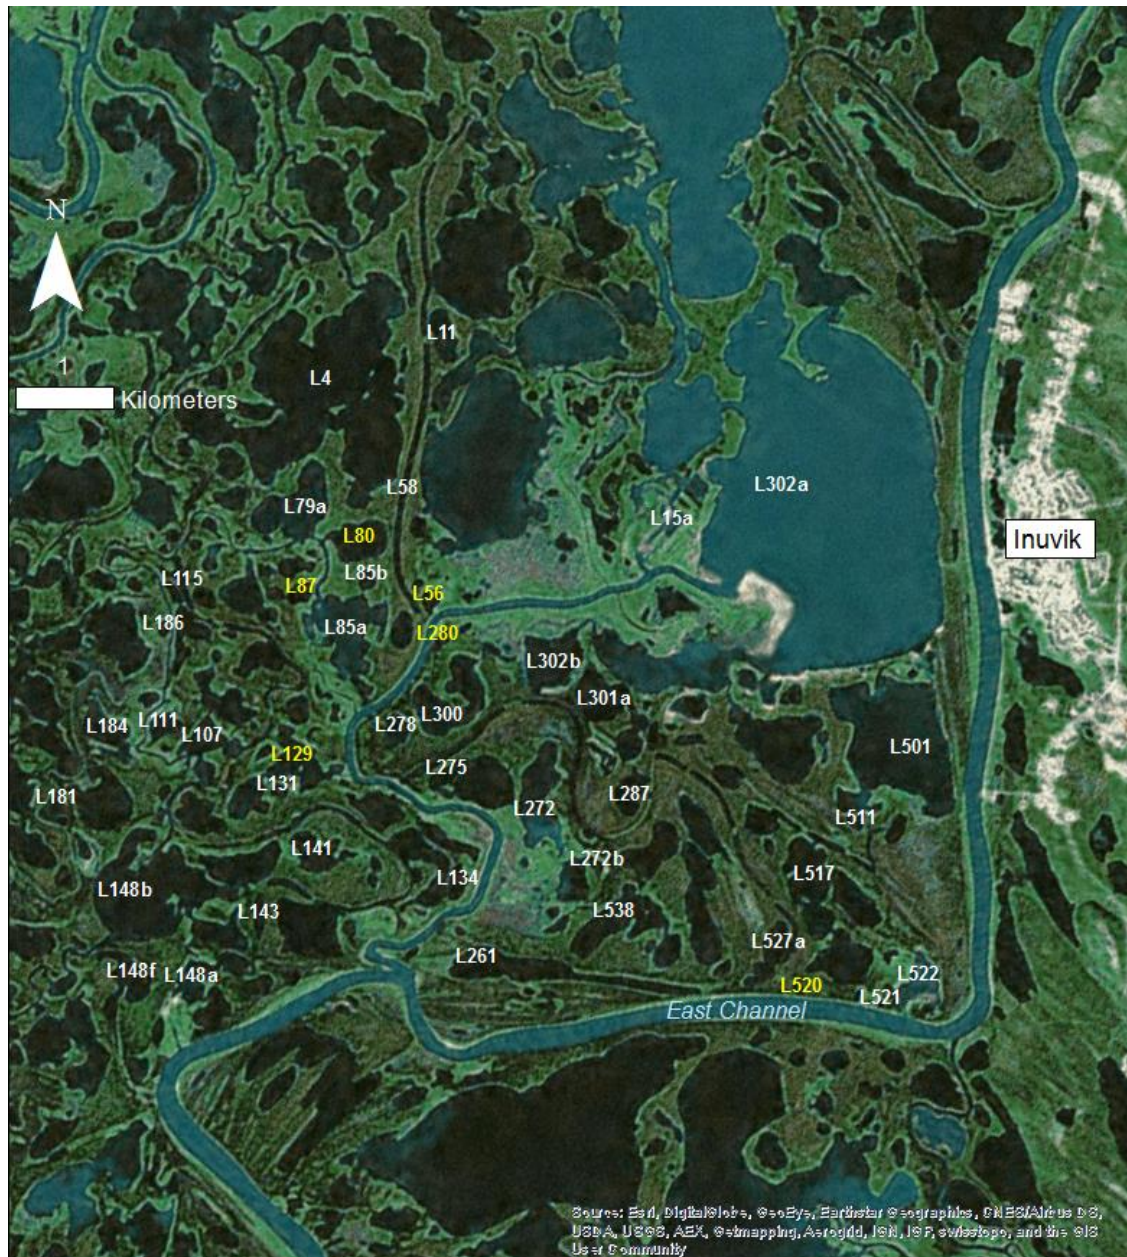 N
L11
1
L4
Kilometers
L58
L302a
L79a
L15a
L80
Inuvik
L85b
L115
L87
L56
L186
L85a
L280
L302b
L301a
L184
L111
L107
L278
L300
L129
L501
L275
L131
L181
L287
L272
L511
L141
L272b
L134
L517
L148b
L143
L538
L527a
L261
L148f
L148a
L522
L520
L521
East Channel
Source: Esri, DigitalGlobe, GeoEye, Earthstar Geographics, CNES/Airbus DS,
USDA, USGS, AEX, Getmapping, Aerogrid, IGN, IGP, swisstopo, and the GIS
User Community